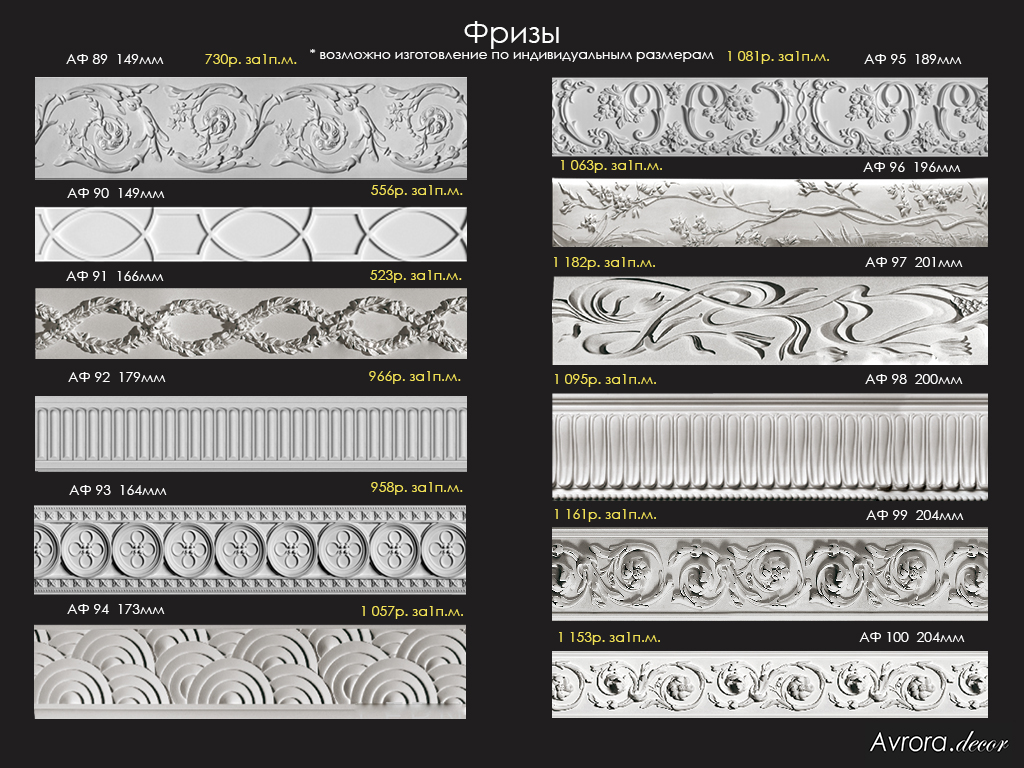 Фризы
* возможно изготовление по индивидуальным размерам
АФ 89 149мм 730р. за1п.м.
АФ 90 149мм 556р. за1п.м.
АФ 91 166мм 523р. за1п.м.
АФ 92 179мм 966р. за1п.м.
АФ 93 164мм 958р. за1п.м.
АФ 94 173мм 1 057р. за1п.м.
1 081р. за1п.м. АФ 95 189мм
1 063р. за1п.м. АФ 96 196мм
1 182р. за1п.м. АФ 97 201мм
1 095р. за1п.м. АФ 98 200мм
1 161р. за1п.м. АФ 99 204мм
1 153р. за1п.м. АФ 100 204мм
Avrora.decor